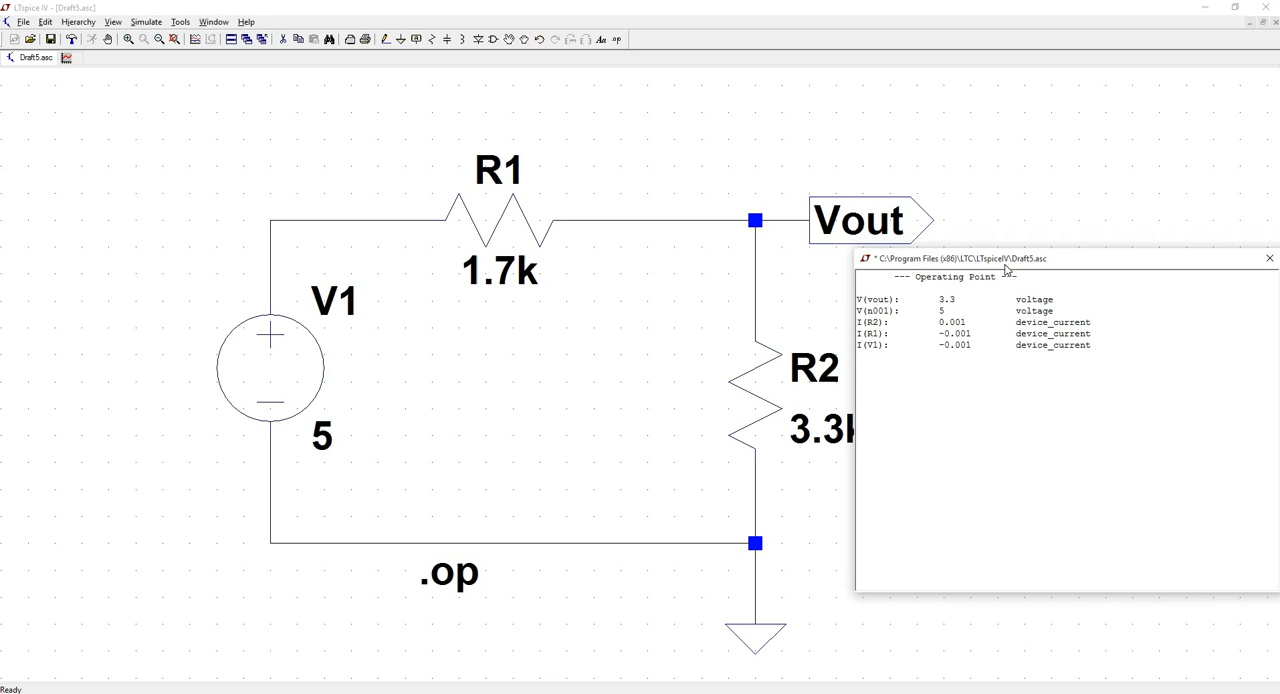 LTspice IV - [Draft5.asc]
File Edit Hierarchy View Simulate Tools Window Help
Aa .op
Draft5.asc
R1
1.7k
Vout
V1
5
R2
3.3k
.op
* C:\Program Files (x86)\LTC\LTspiceIV\Draft5.asc
--- Operating Point ---
V(vout): 3.3 voltage
V(n001): 5 voltage
I(R2): 0.001 device_current
I(R1): -0.001 device_current
I(V1): -0.001 device_current
Ready